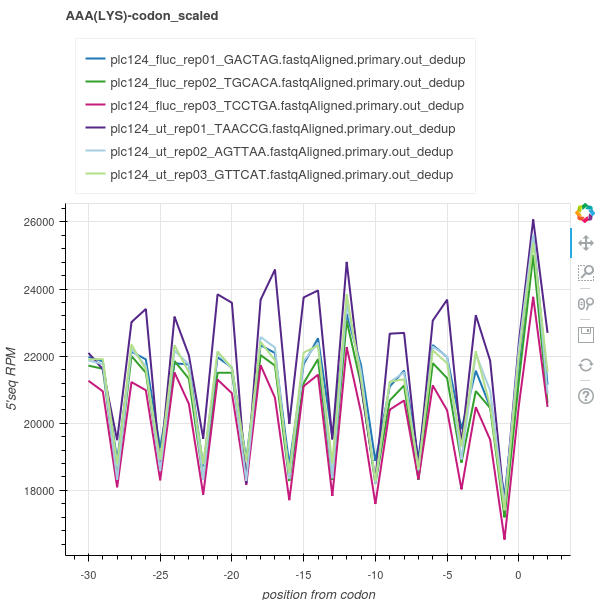 AAA(LYS)-codon_scaled
plc124_fluc_rep01_GACTAG.fastqAligned.primary.out_dedup
plc124_fluc_rep02_TGCACA.fastqAligned.primary.out_dedup
plc124_fluc_rep03_TCCTGA.fastqAligned.primary.out_dedup
plc124_ut_rep01_TAACCG.fastqAligned.primary.out_dedup
plc124_ut_rep02_AGTTAA.fastqAligned.primary.out_dedup
plc124_ut_rep03_GTTCAT.fastqAligned.primary.out_dedup
26000
24000
22000
20000
18000
5'seq RPM
-30 -25 -20 -15 -10 -5 0
position from codon